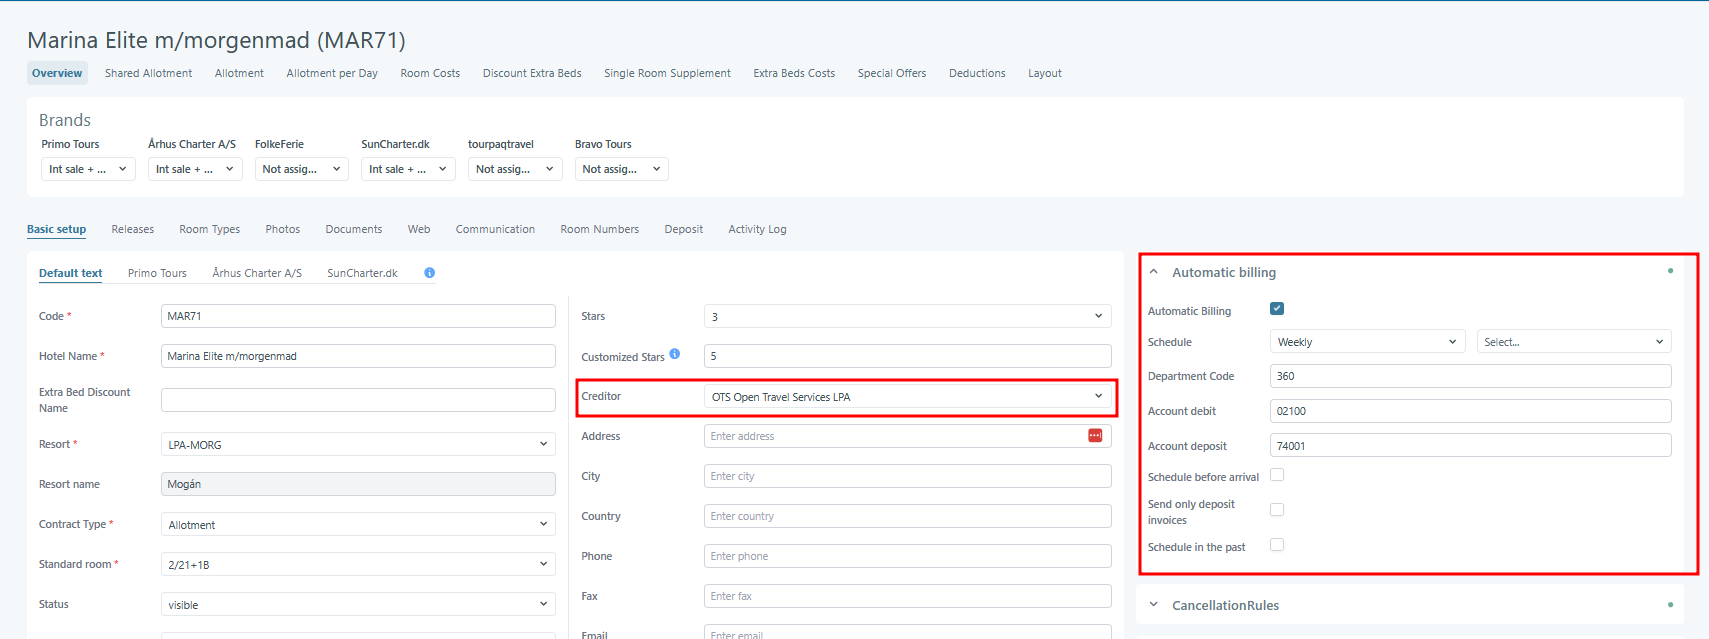 Marina Elite m/morgenmad (MAR71)
Overview Shared Allotment Allotment Allotment per Day Room Costs Discount Extra Beds Single Room Supplement Extra Beds Costs Special Offers Deductions Layout
Brands
Primo Tours Århus Charter A/S FolkeFerie SunCharter.dk tourpaqtravel Bravo Tours
Int sale + ... Int sale + ... Not assig... Int sale + ... Not assig... Not assig...
Basic setup Releases Room Types Photos Documents Web Communication Room Numbers Deposit Activity Log
Default text Primo Tours Århus Charter A/S SunCharter.dk
Code * MAR71
Hotel Name * Marina Elite m/morgenmad
Extra Bed Discount
Name
Resort * LPA-MORG
Resort name Mogán
Contract Type * Allotment
Standard room * 2/21+1B
Status visible
Stars 3
Customized Stars 5
Creditor OTS Open Travel Services LPA
Address Enter address
City Enter city
Country Enter country
Phone Enter phone
Fax Enter fax
Email Enter email
Automatic billing
Automatic Billing
Schedule Weekly Select...
Department Code 360
Account debit 02100
Account deposit 74001
Schedule before arrival
Send only deposit
invoices
Schedule in the past
CancellationRules